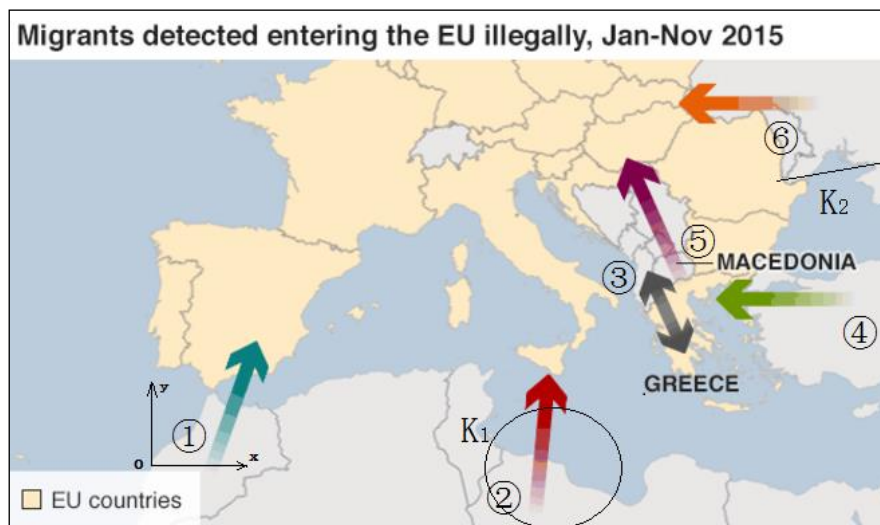 Migrants detected entering the EU illegally, Jan-Nov 2015
⑥
K₂
⑤
MACEDONIA
③
④
GREECE
y
①
O
x
K₁
②
EU countries